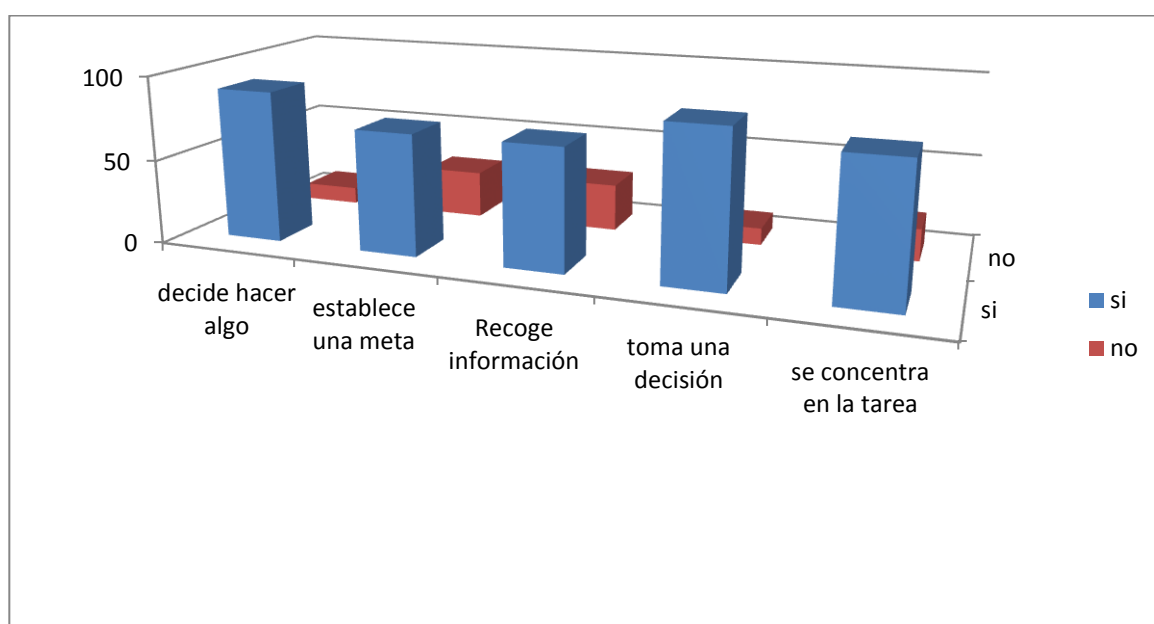 100
50
0
decide hacer
algo
establece
una meta
Recoge
información
toma una
decisión
se concentra
en la tarea
no
si
si
no